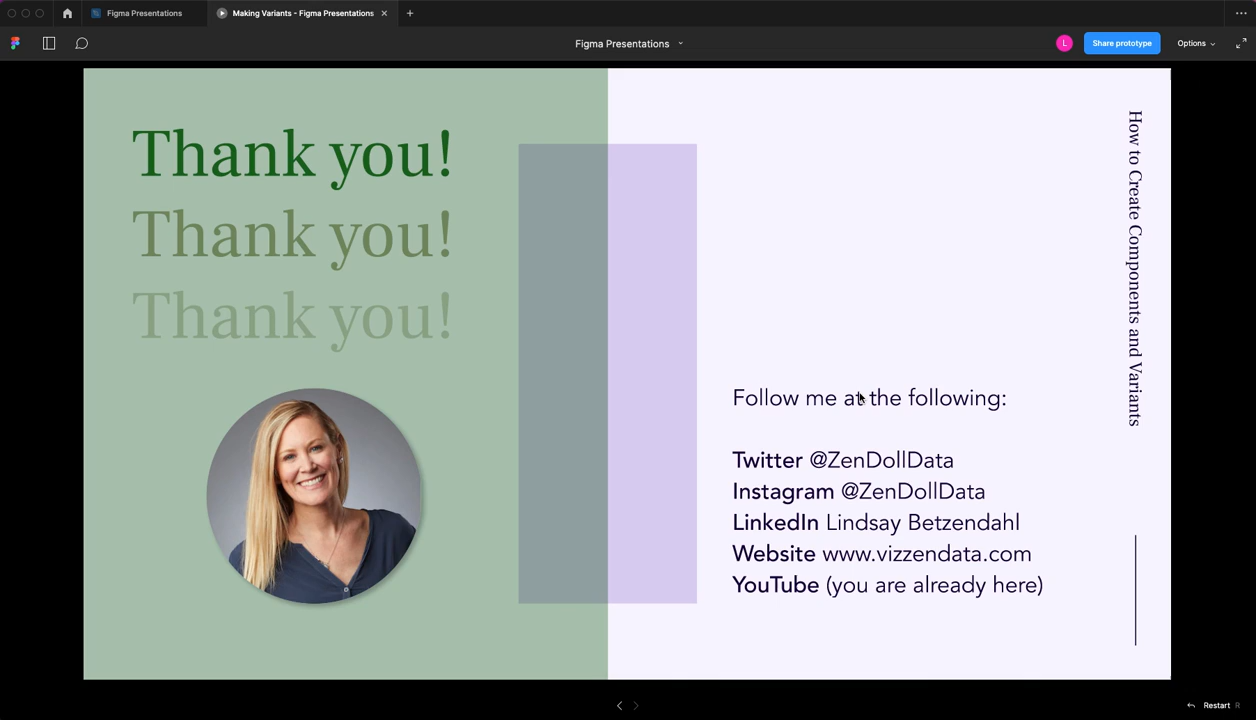 Figma Presentations
Making Variants - Figma Presentations
Figma Presentations
L
Share prototype
Options
Thank you!
Thank you!
Thank you!
How to Create Components and Variants
Follow me at the following:
Twitter @ZenDollData
Instagram @ZenDollData
LinkedIn Lindsay Betzendahl
Website www.vizzendata.com
YouTube (you are already here)
Restart R